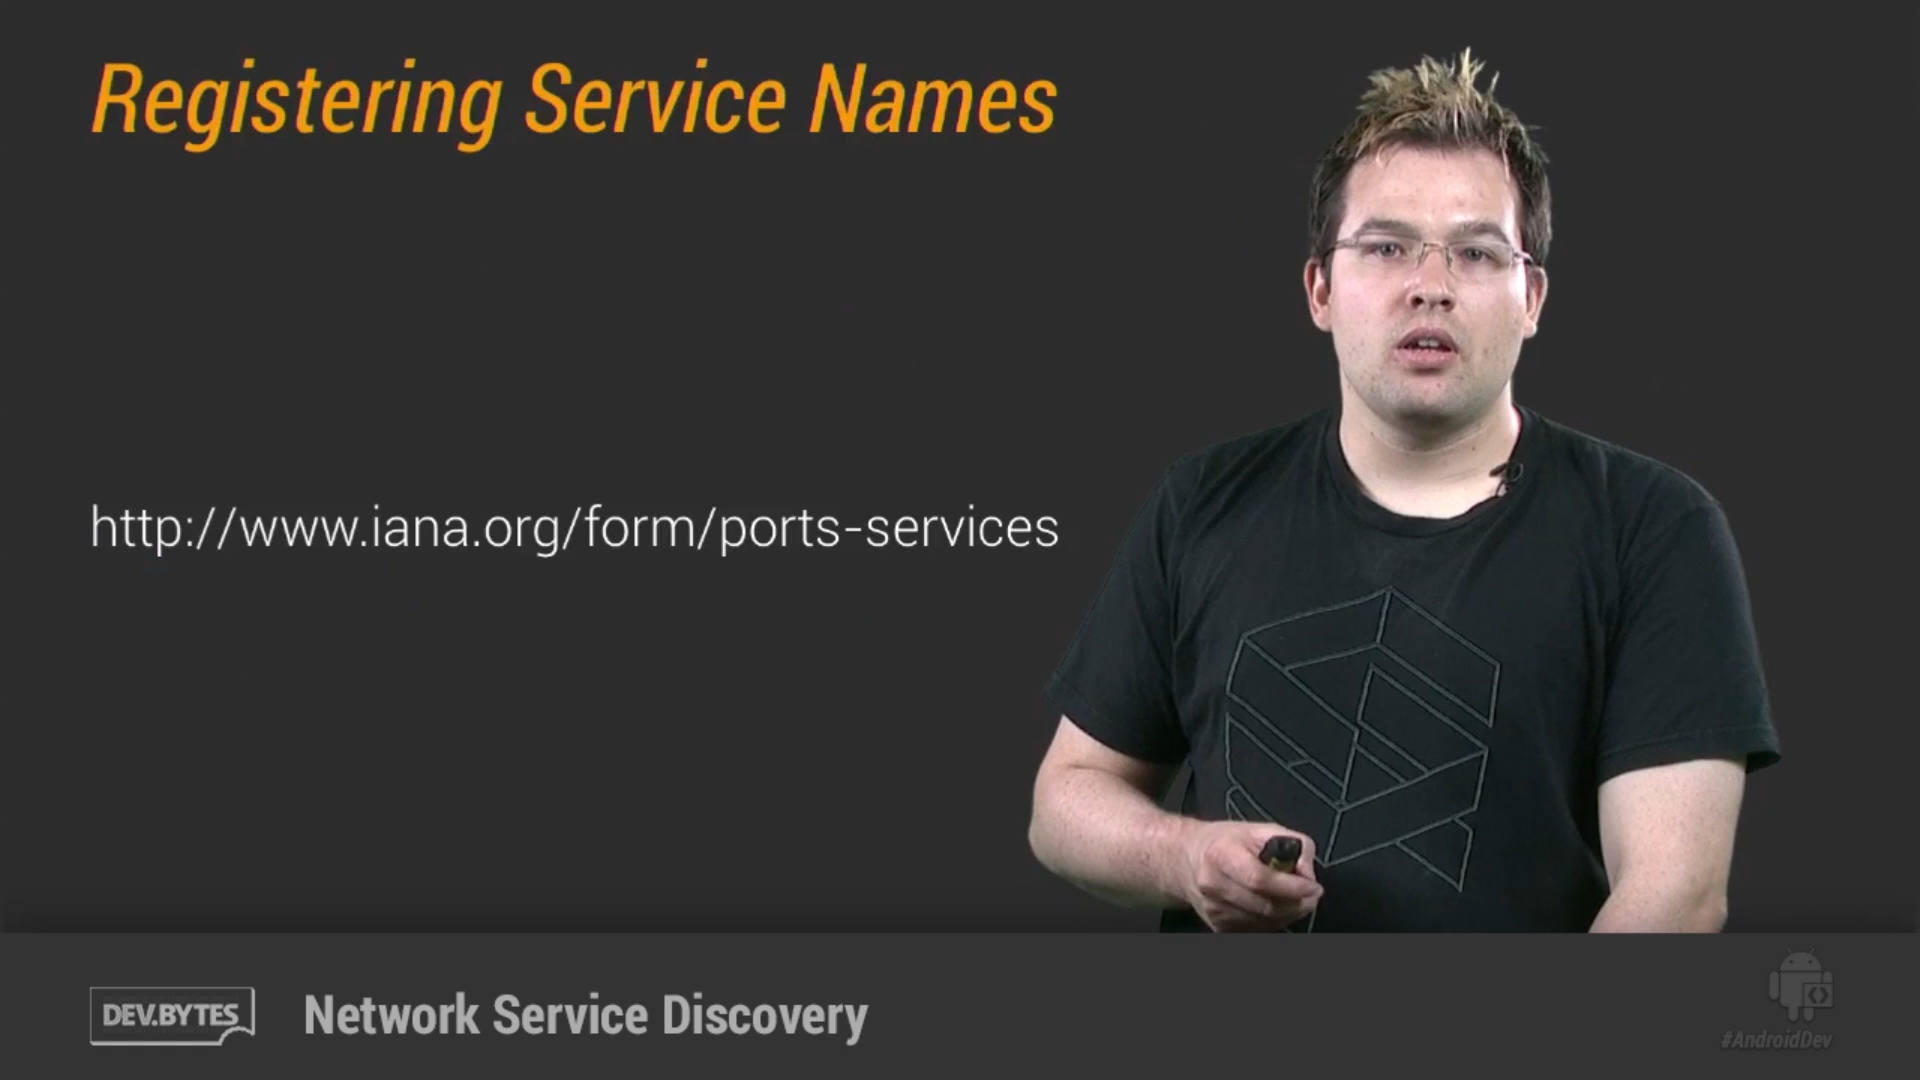 Registering Service Names
http://www.iana.org/form/ports-services
DEV.BYTES
Network Service Discovery
#AndroidDev